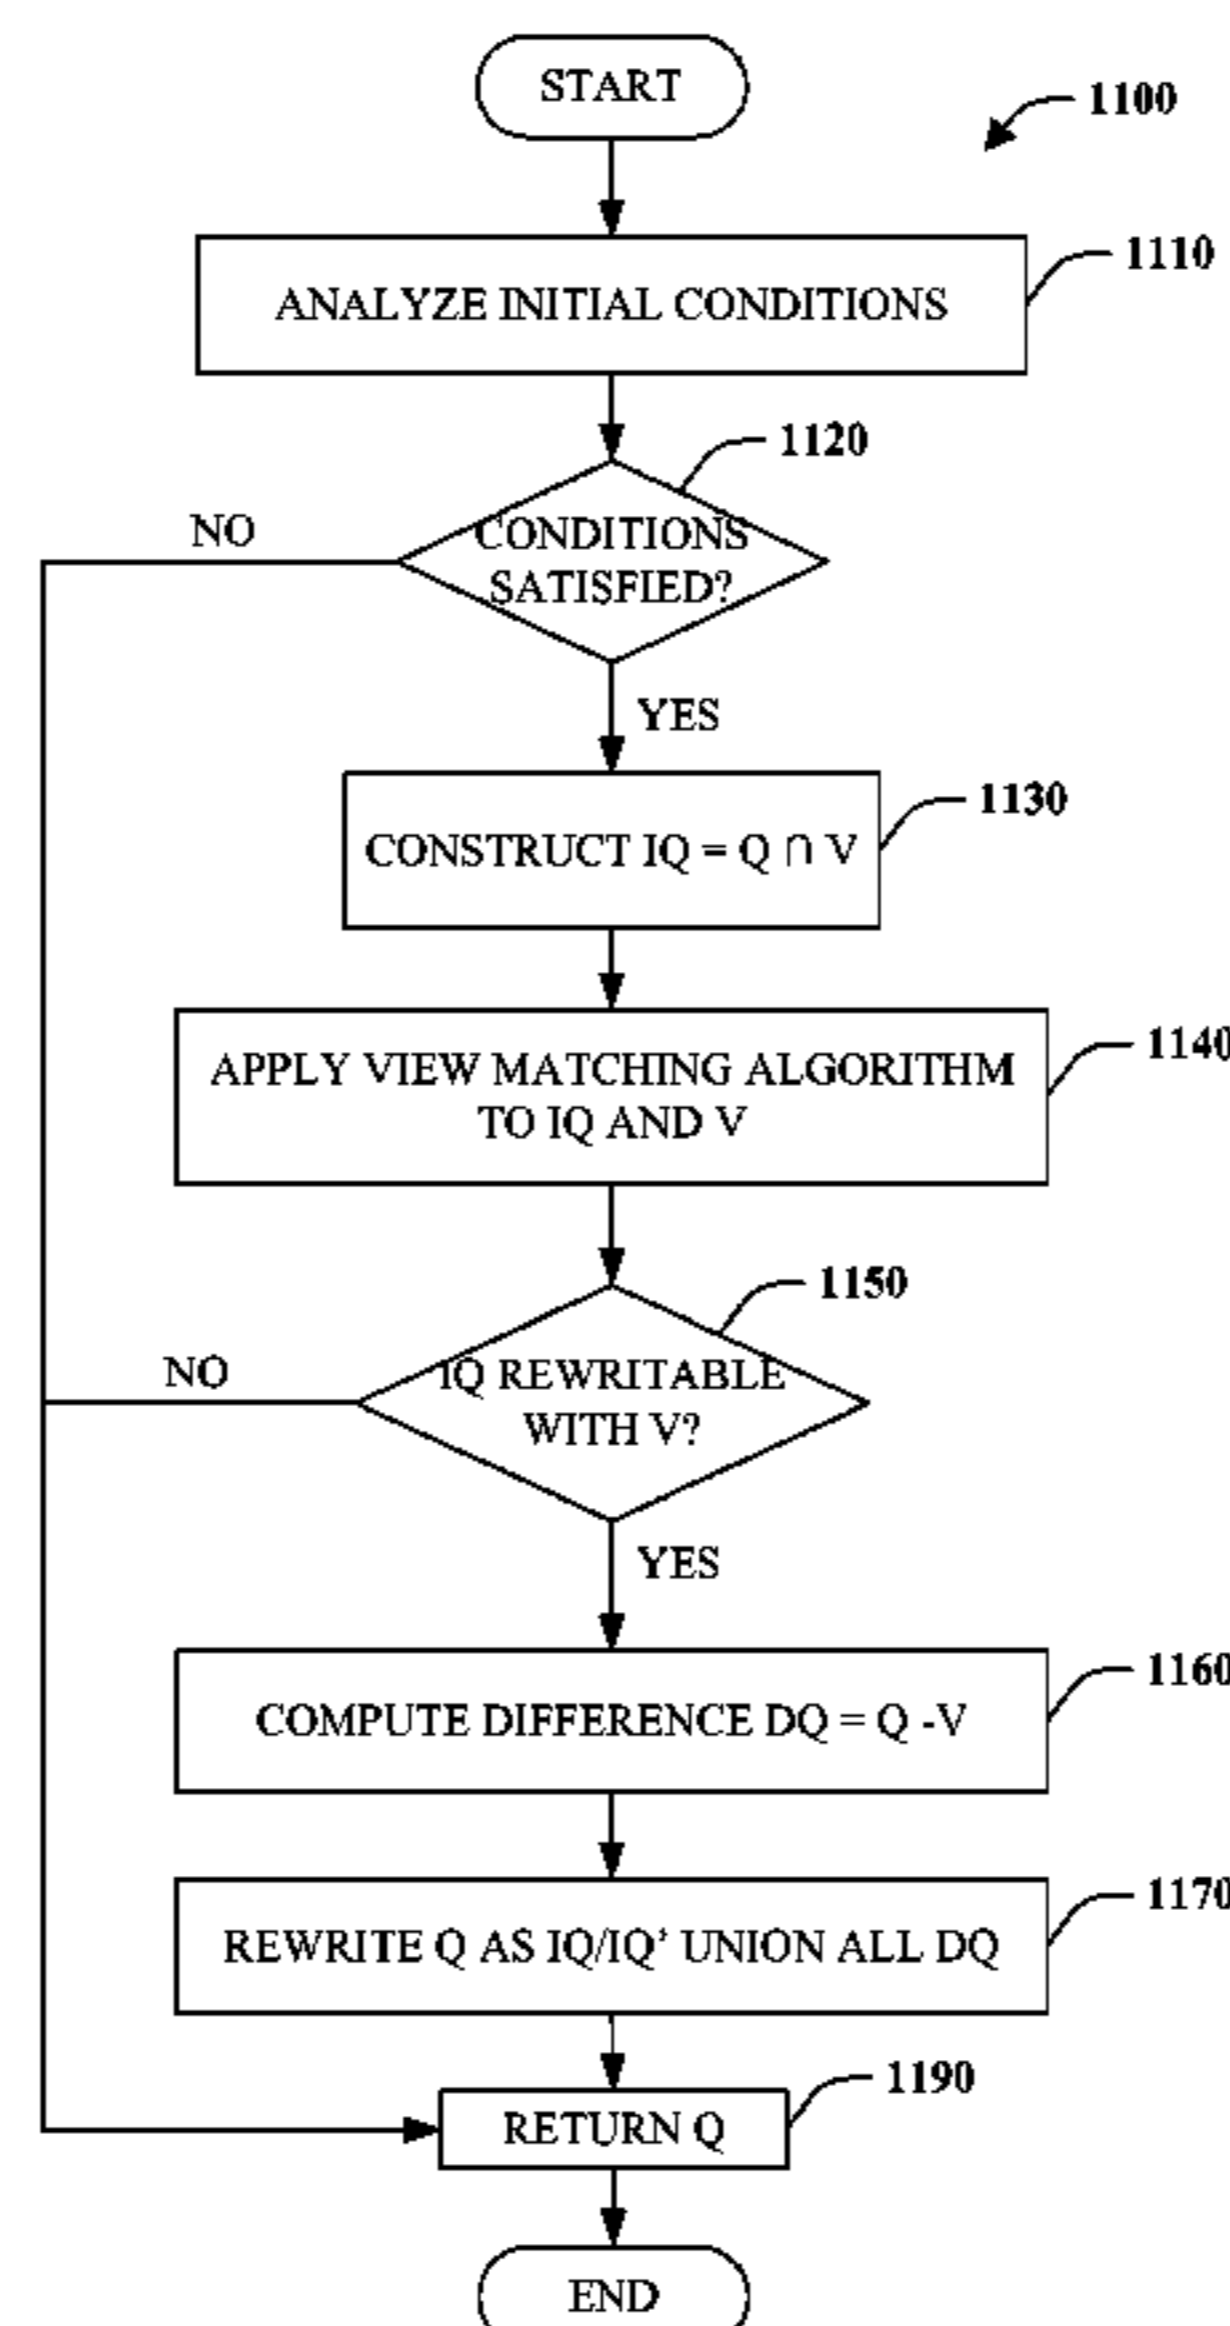 START
1100
ANALYZE INITIAL CONDITIONS
1110
1120
CONDITIONS
SATISFIED?
NO
YES
CONSTRUCT IQ = Q ∩ V
1130
APPLY VIEW MATCHING ALGORITHM
TO IQ AND V
1140
1150
IQ REWRITABLE
WITH V?
NO
YES
COMPUTE DIFFERENCE DQ = Q -V
1160
REWRITE Q AS IQ/IQ' UNION ALL DQ
1170
1190
RETURN Q
END